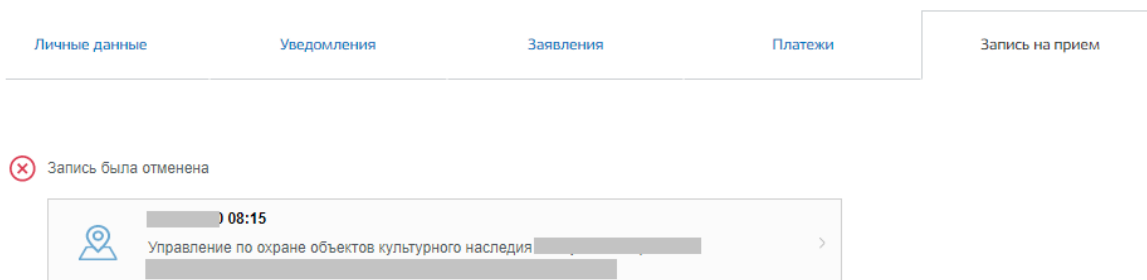 Личные данные Уведомления Заявления Платежи Запись на прием
Запись была отменена
08:15
Управление по охране объектов культурного наследия